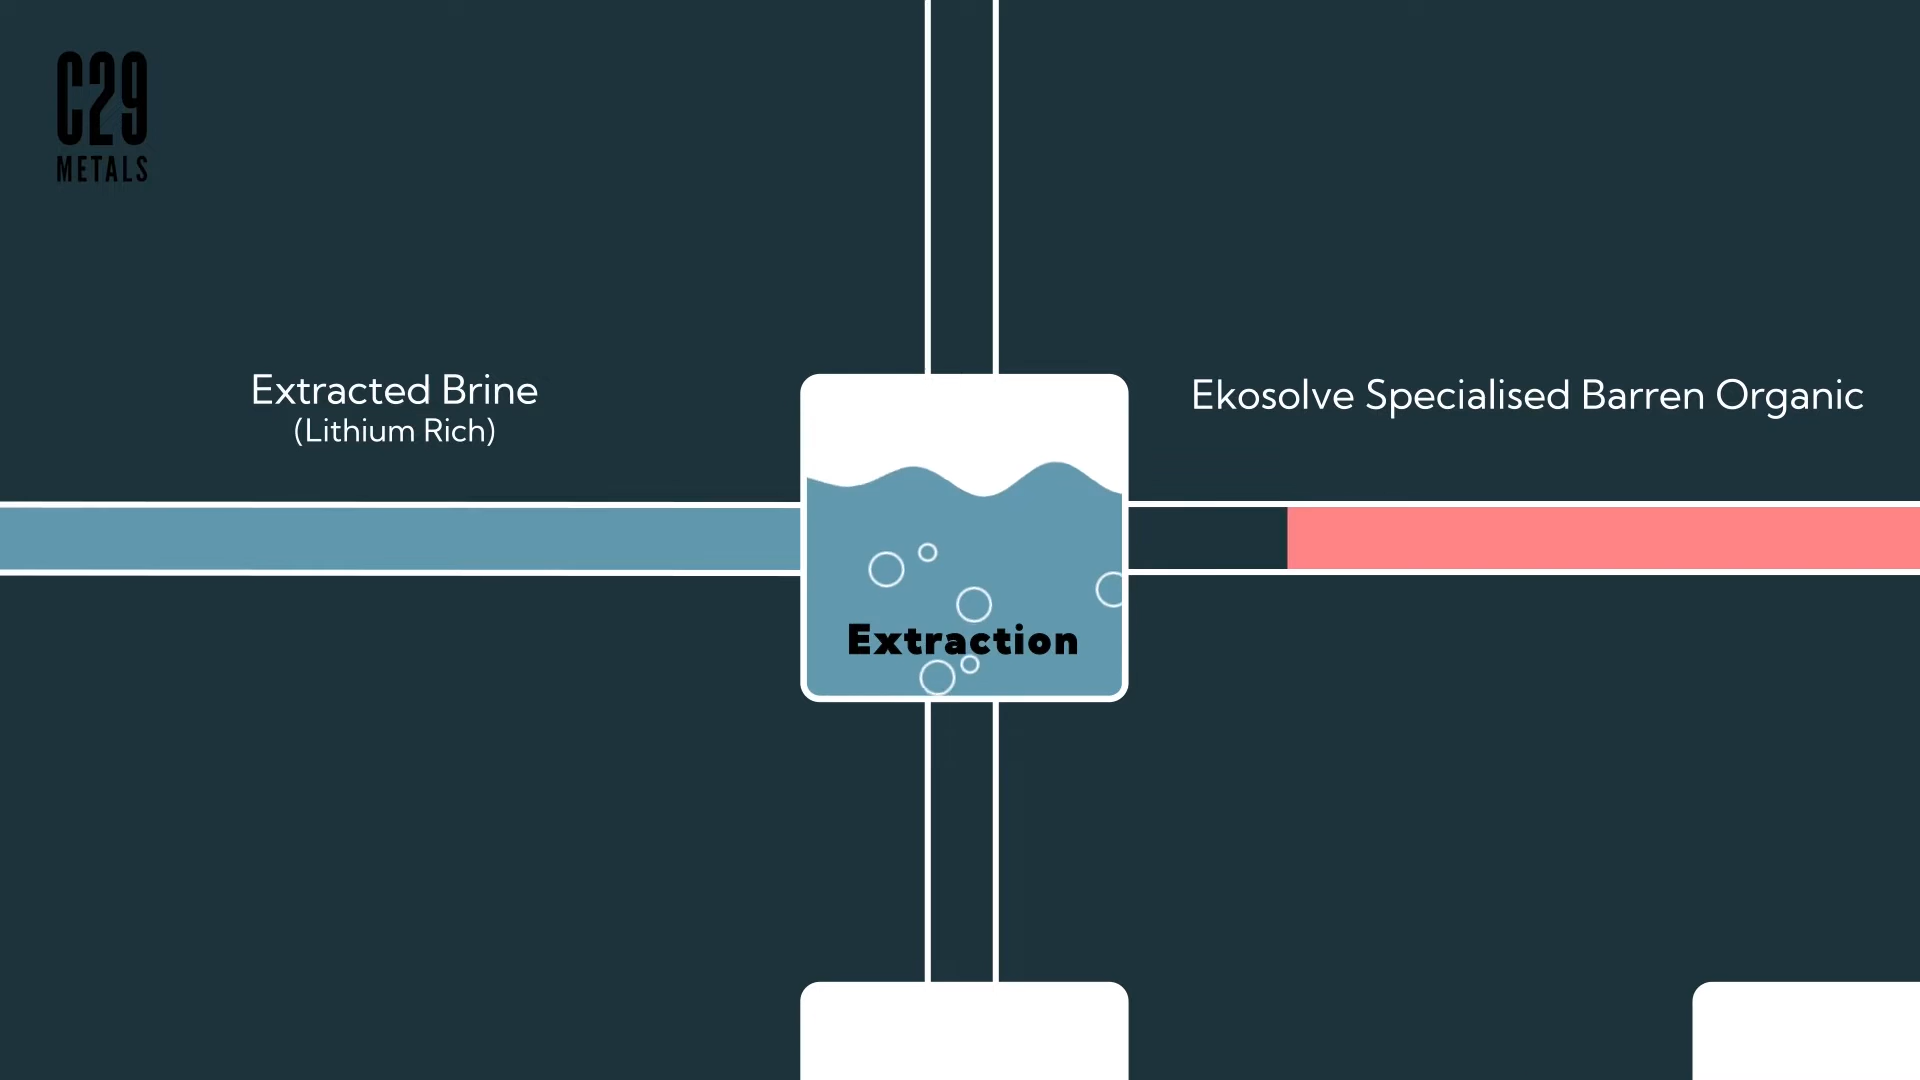 C29
METALS
Extracted Brine
(Lithium Rich)
Ekosolve Specialised Barren Organic
Extraction